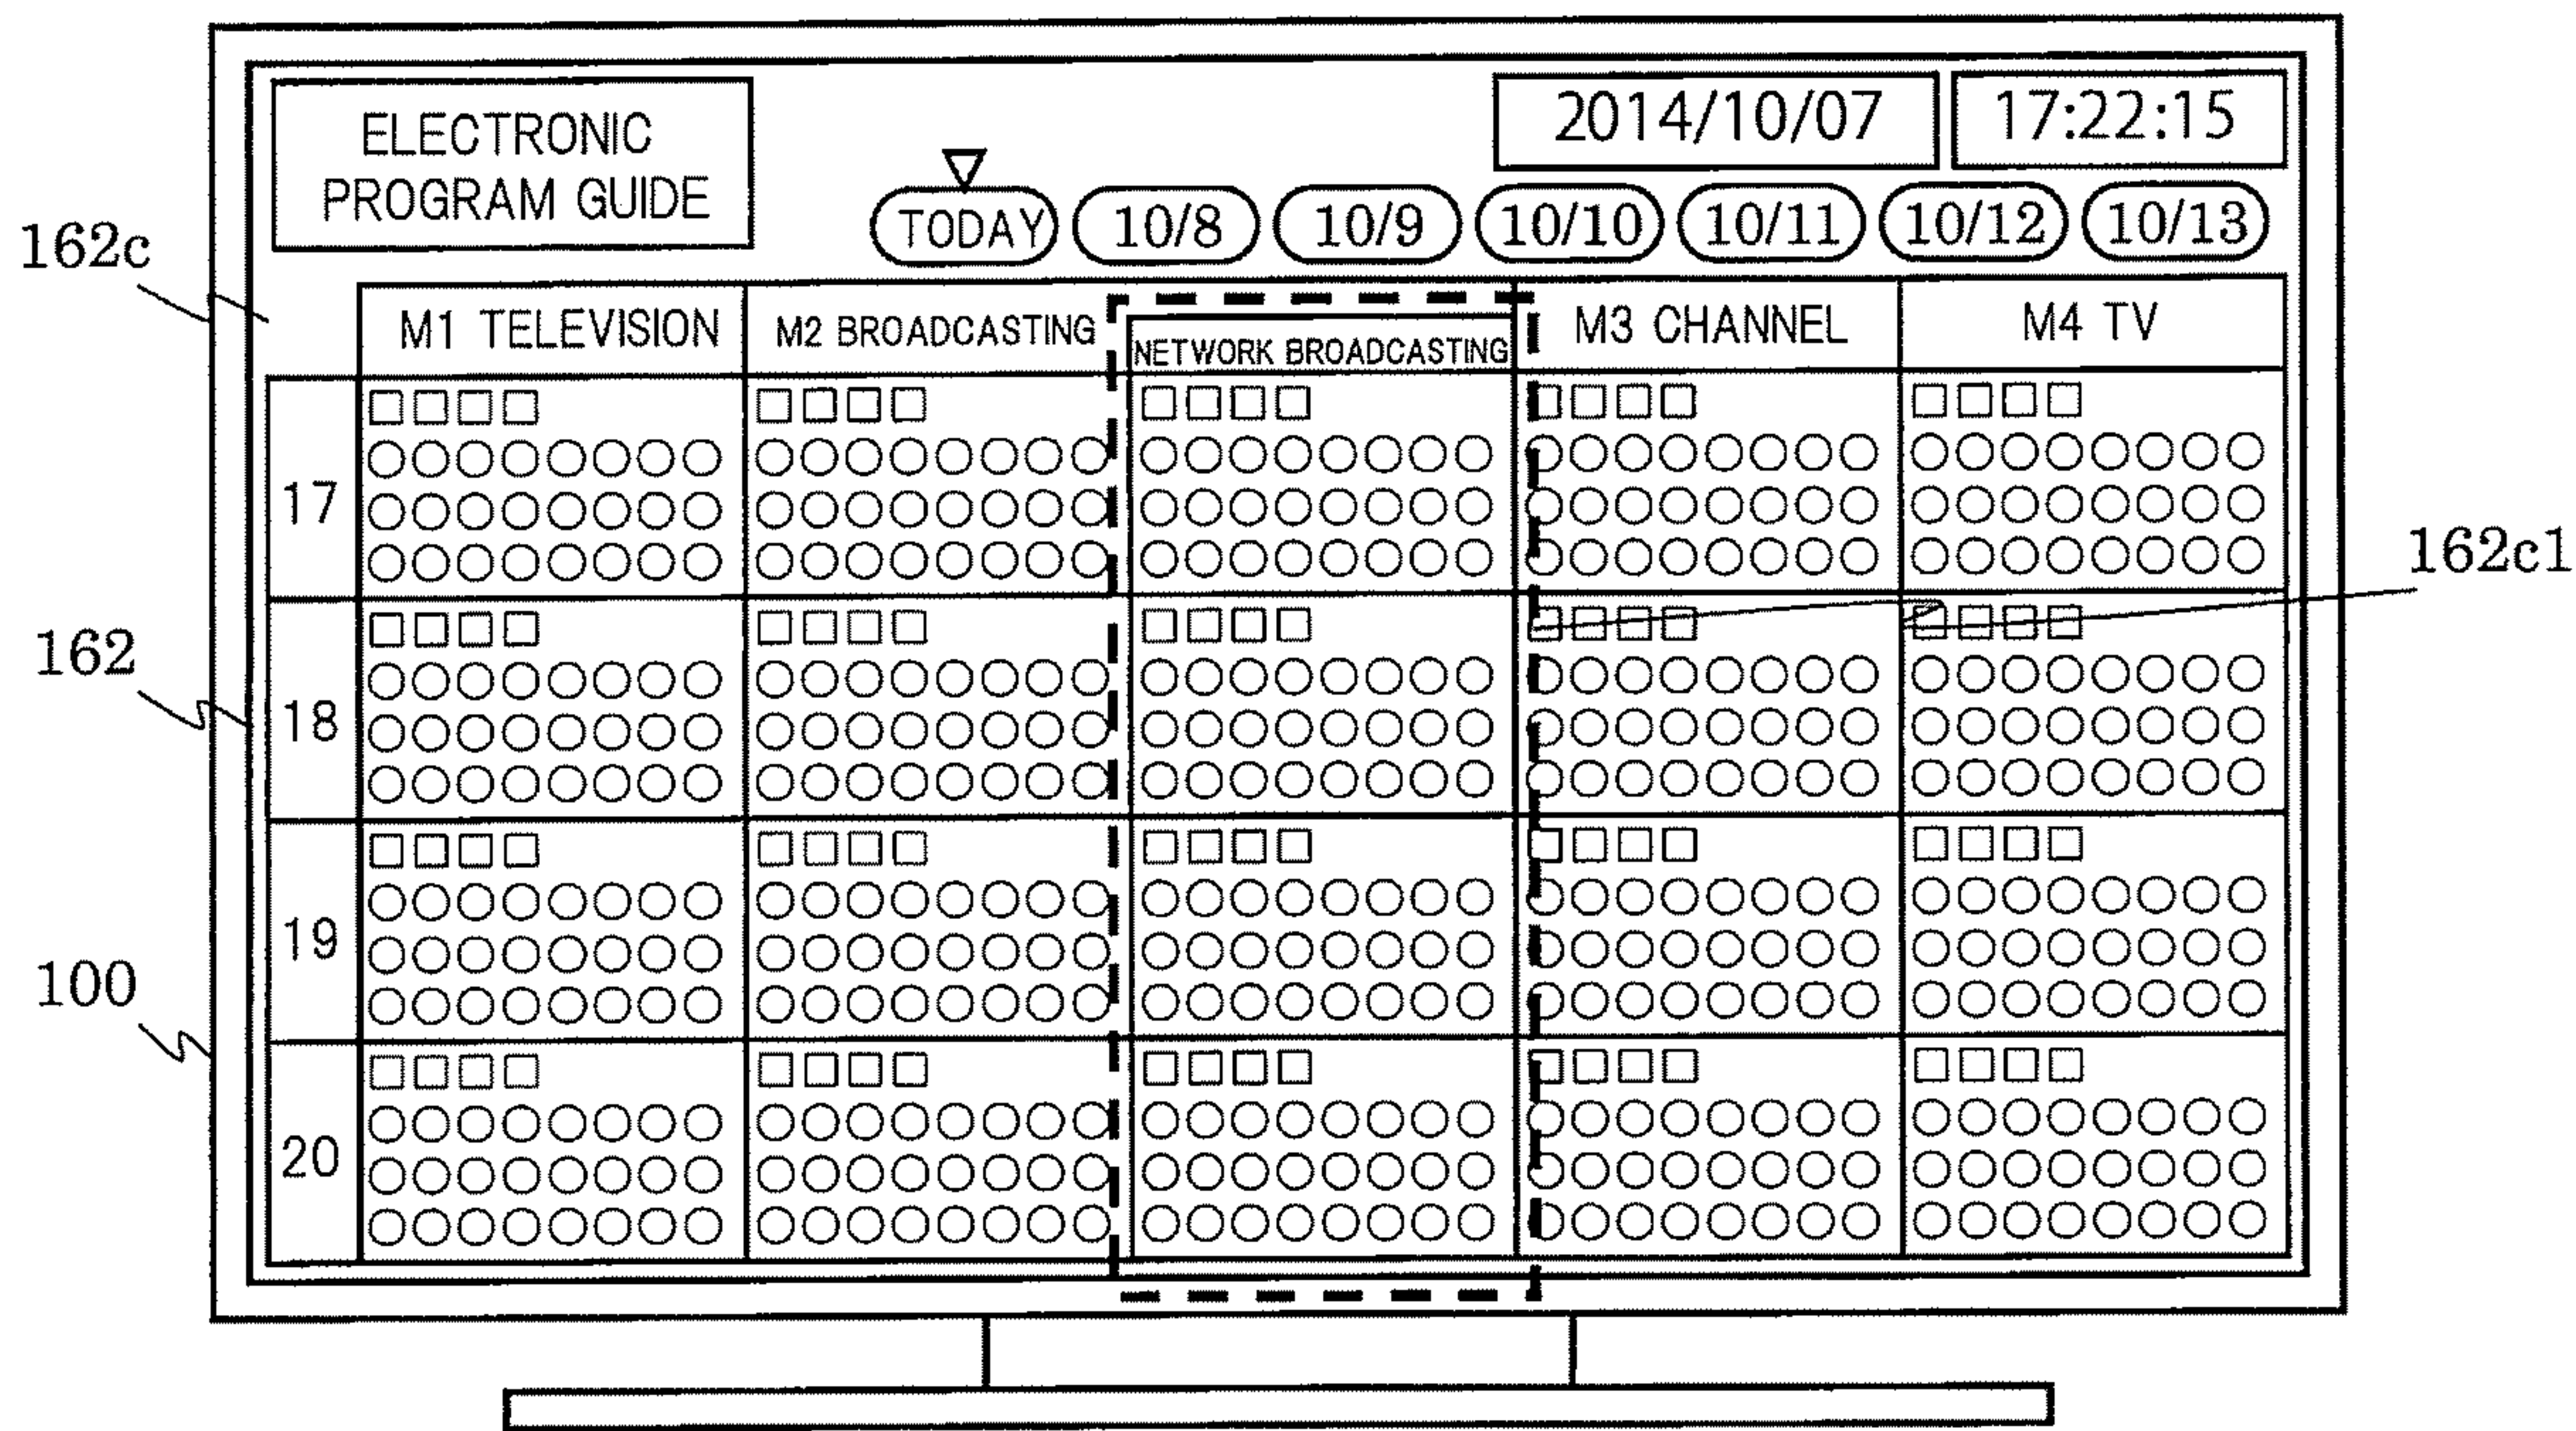 ELECTRONIC
PROGRAM GUIDE
2014/10/07
17:22:15
TODAY
10/8
10/9
10/10
10/11
10/12
10/13
162c
M1 TELEVISION
M2 BROADCASTING
NETWORK BROADCASTING
M3 CHANNEL
M4 TV
17
162c1
18
162
19
100
20